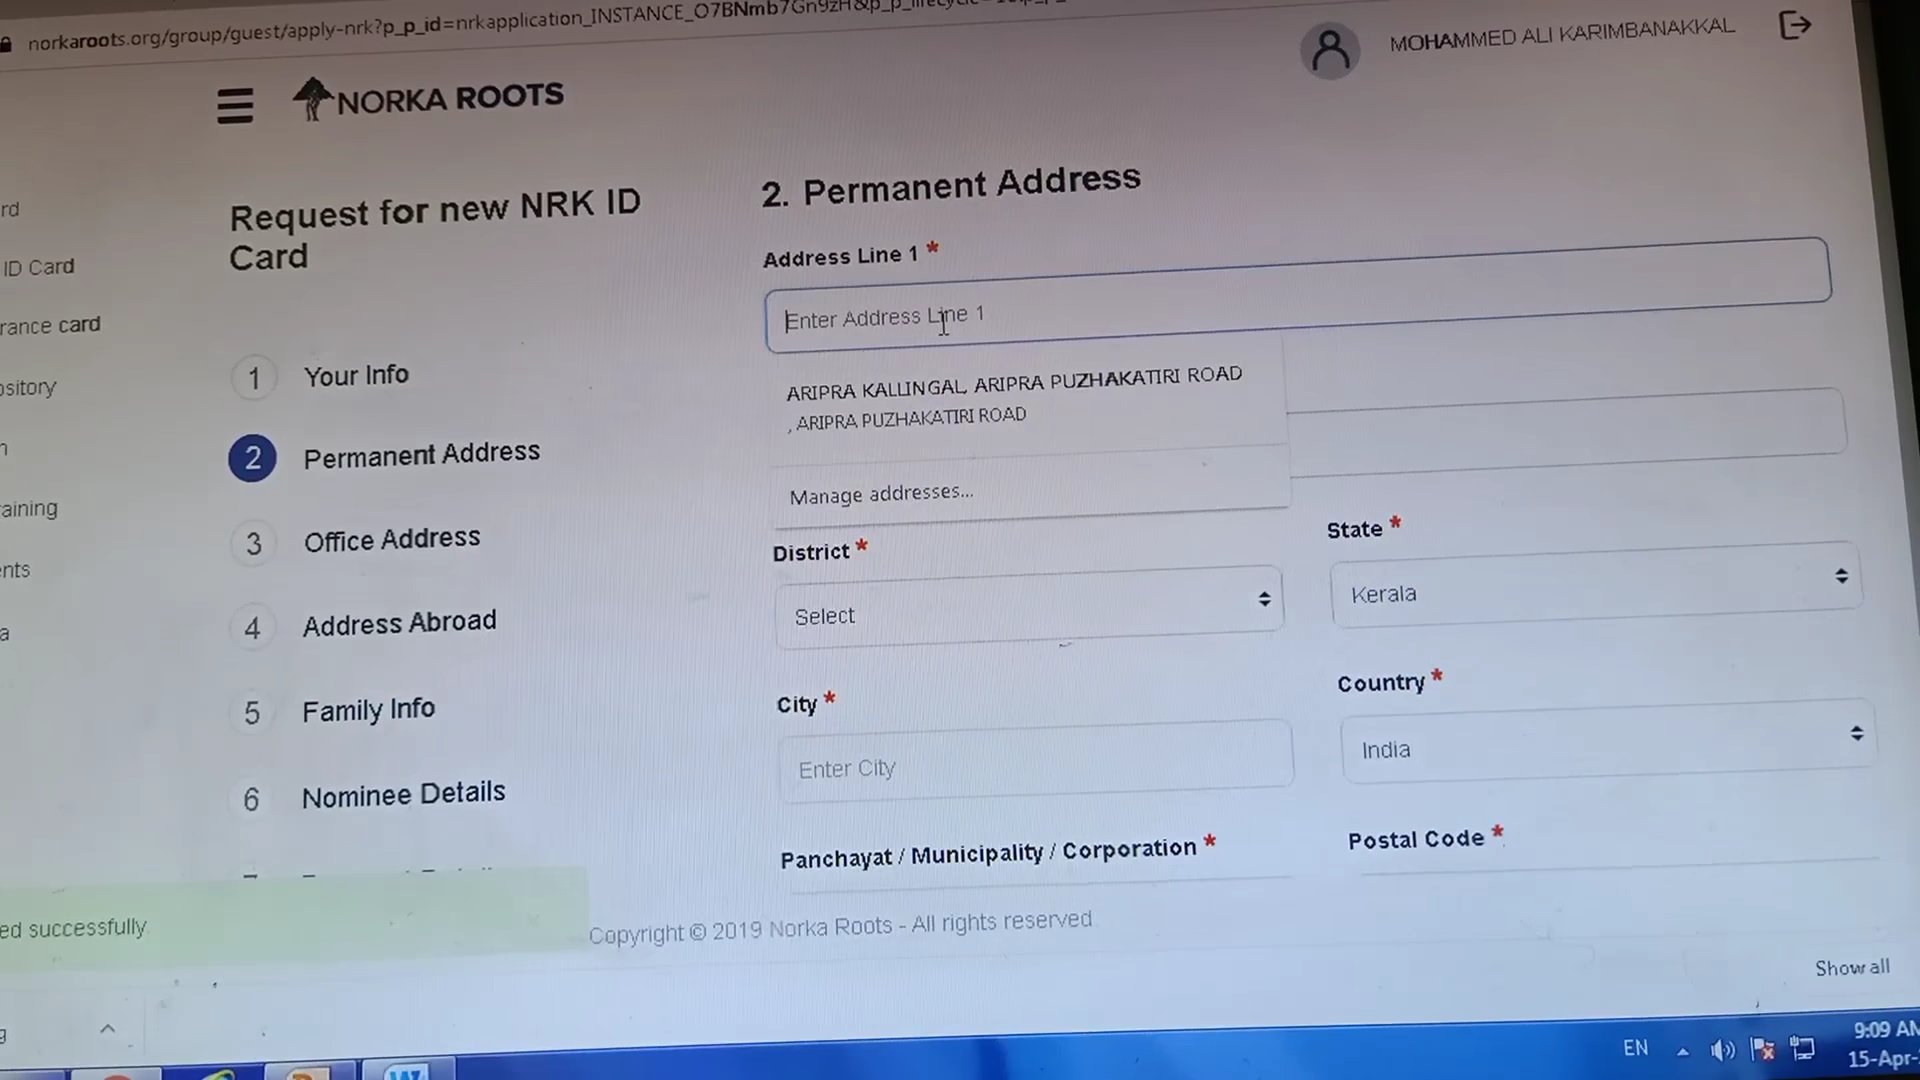 norkaroots.org/group/guest/apply-nrk?p_p_id=nrkapplication_INSTANCE_O7BNmb7Gn9zH&p_p_
MOHAMMED ALI KARIMBANAKKAL
NORKA ROOTS
Request for new NRK ID
Card
1 Your Info
2 Permanent Address
3 Office Address
4 Address Abroad
5 Family Info
6 Nominee Details
2. Permanent Address
Address Line 1 *
Enter Address Line 1
ARIPRA KALLINGAL, ARIPRA PUZHAKATIRI ROAD
, ARIPRA PUZHAKATIRI ROAD
Manage addresses...
District *
Select
State *
Kerala
City *
Enter City
Country *
India
Panchayat / Municipality / Corporation *
Postal Code *
rd
ID Card
rance card
ository
n
raining
ents
a
ed successfully
Copyright © 2019 Norka Roots - All rights reserved
Show all
g
EN
9:09 AM
15-Apr-